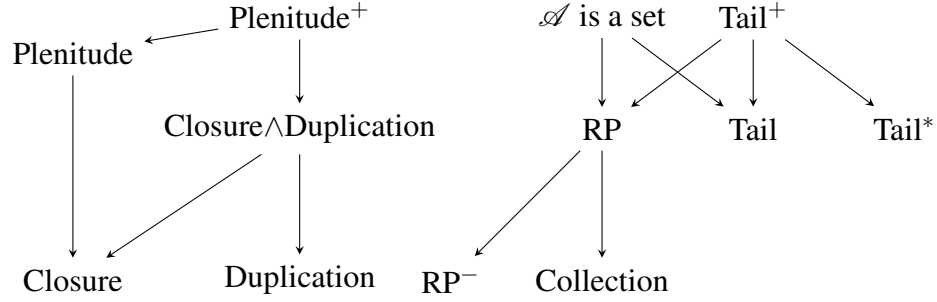 Plenitude⁺ 𝒜 is a set Tail⁺
Plenitude
Closure∧Duplication RP Tail Tail*
Closure Duplication RP⁻ Collection